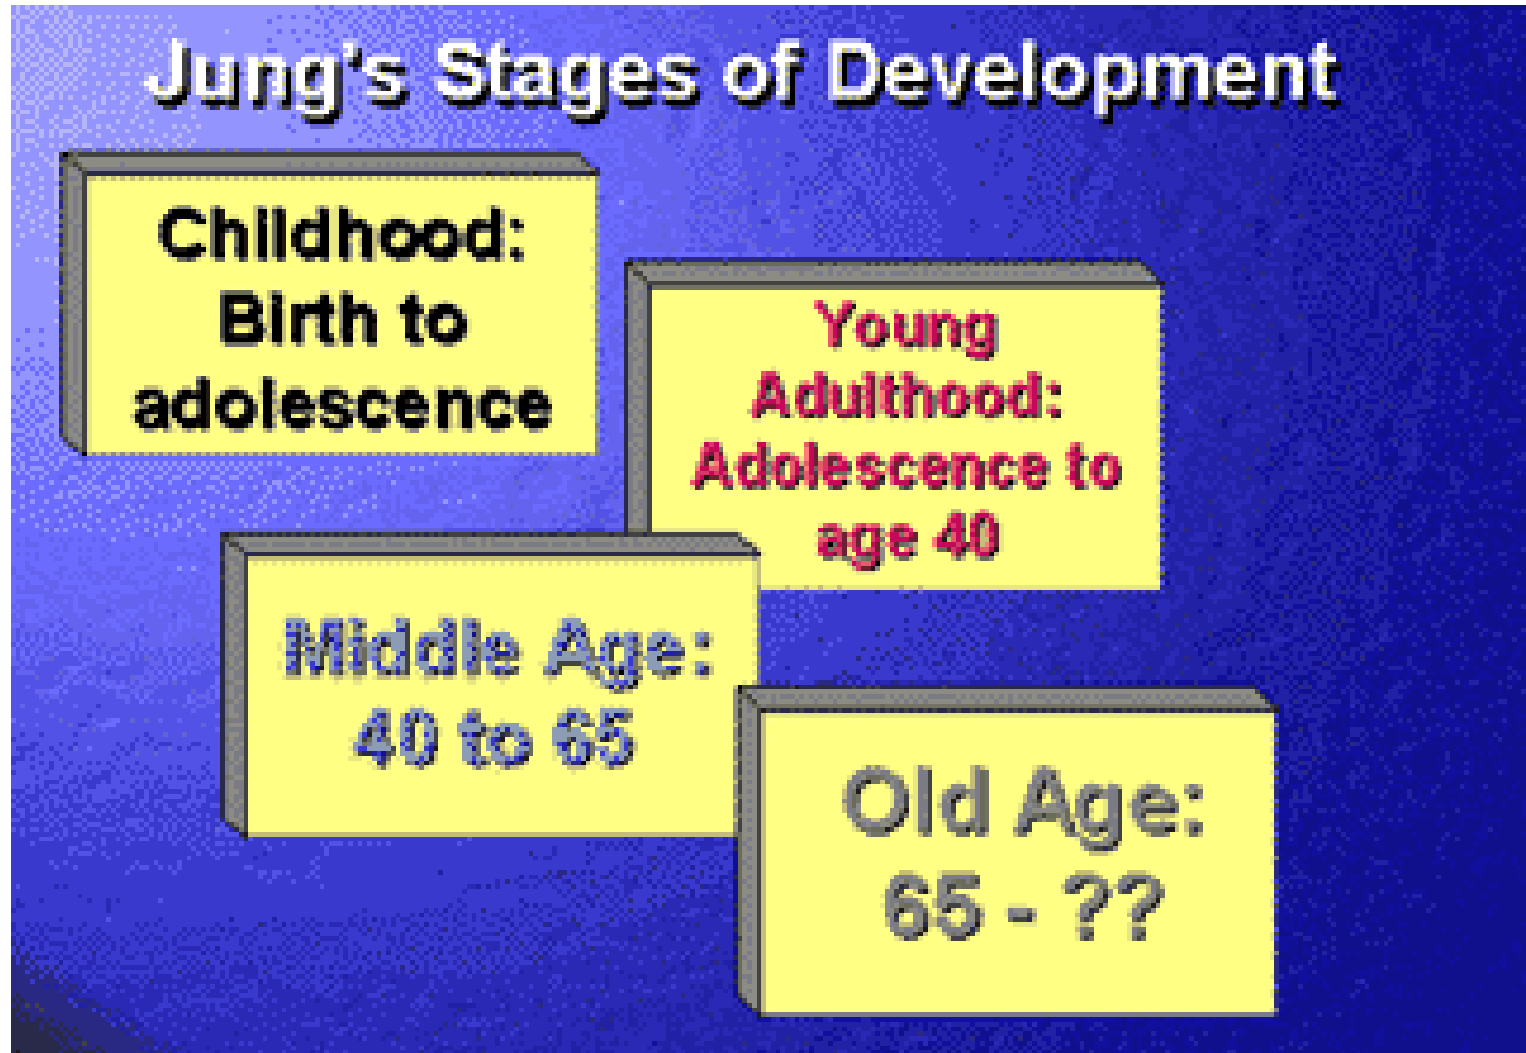 Jung's Stages of Development
Childhood:
Birth to
adolescence
Young
Adulthood:
Adolescence to
age 40
Middle Age:
40 to 65
Old Age:
65 - ??